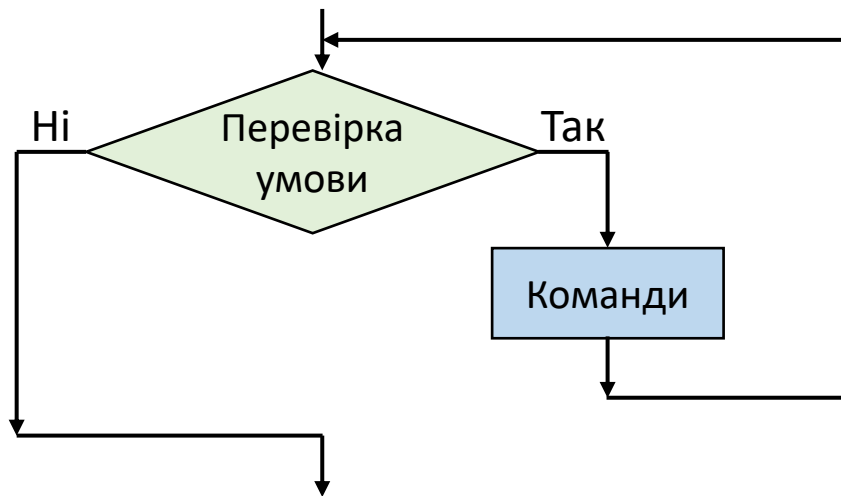 Ні
Перевірка
умови
Так
Команди